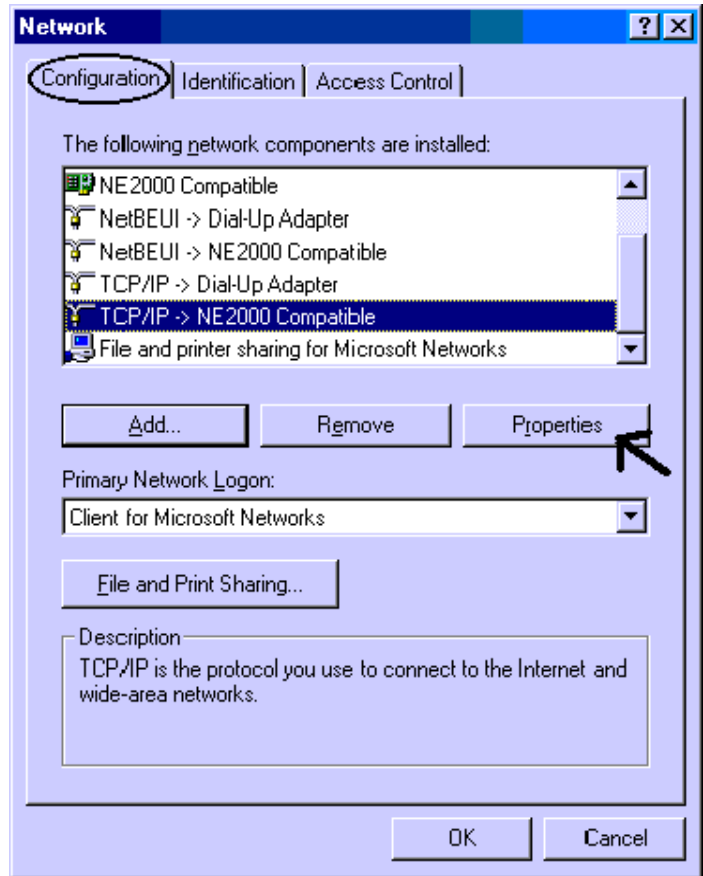 Network
Configuration Identification Access Control
The following network components are installed:
NE2000 Compatible
NetBEUI -> Dial-Up Adapter
NetBEUI -> NE2000 Compatible
TCP/IP -> Dial-Up Adapter
TCP/IP -> NE2000 Compatible
File and printer sharing for Microsoft Networks
Add... Remove Properties
Primary Network Logon:
Client for Microsoft Networks
File and Print Sharing...
Description
TCP/IP is the protocol you use to connect to the Internet and
wide-area networks.
OK Cancel